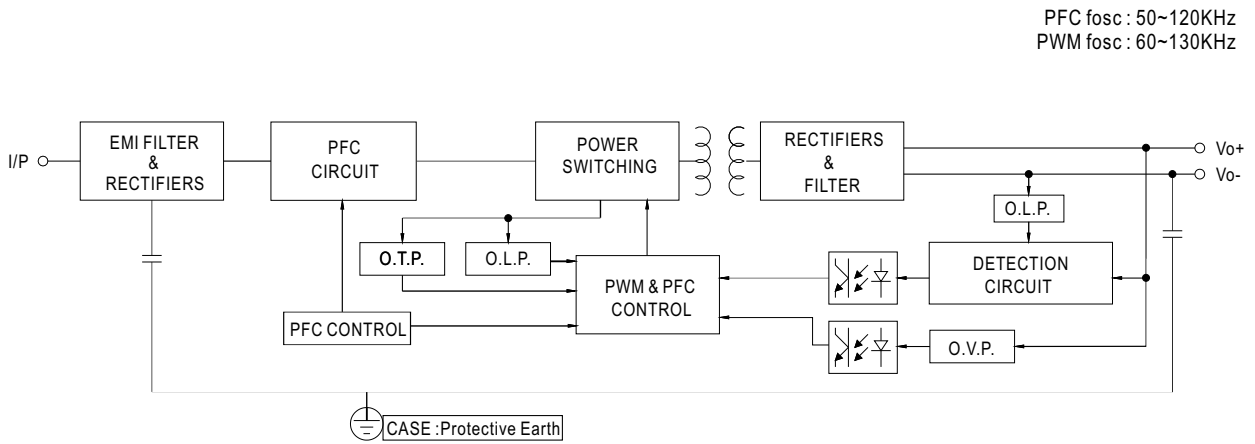 PFC fosc : 50~120KHz
PWM fosc : 60~130KHz
I/P
EMI FILTER
&
RECTIFIERS
PFC
CIRCUIT
POWER
SWITCHING
RECTIFIERS
&
FILTER
Vo+
Vo-
O.L.P.
O.T.P.
O.L.P.
DETECTION
CIRCUIT
PWM & PFC
CONTROL
PFC CONTROL
O.V.P.
CASE : Protective Earth